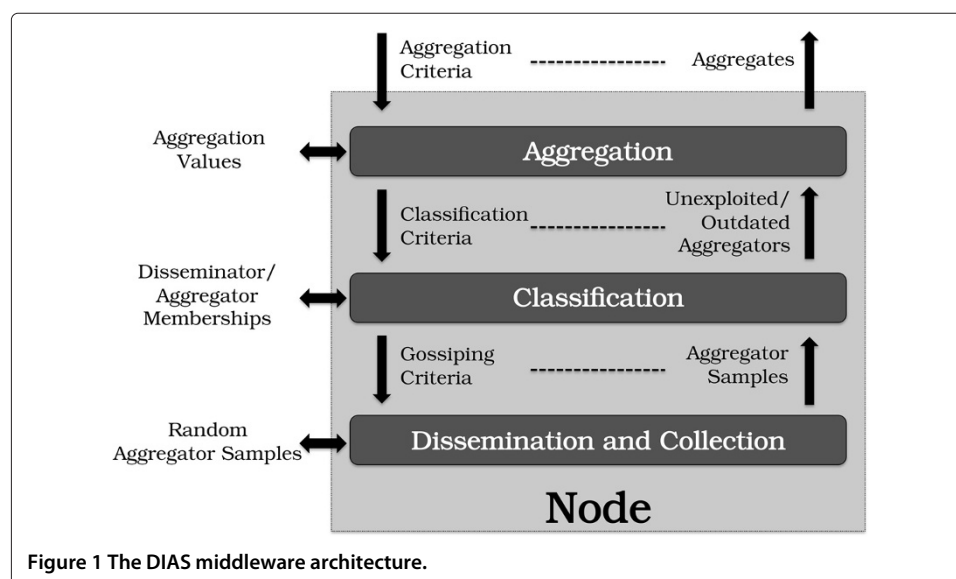 Aggregation
Criteria
Aggregates
Aggregation
Values
Aggregation
Classification
Criteria
Unexploited/
Outdated
Aggregators
Disseminator/
Aggregator
Memberships
Classification
Gossiping
Criteria
Aggregator
Samples
Random
Aggregator Samples
Dissemination and Collection
Node
Figure 1 The DIAS middleware architecture.